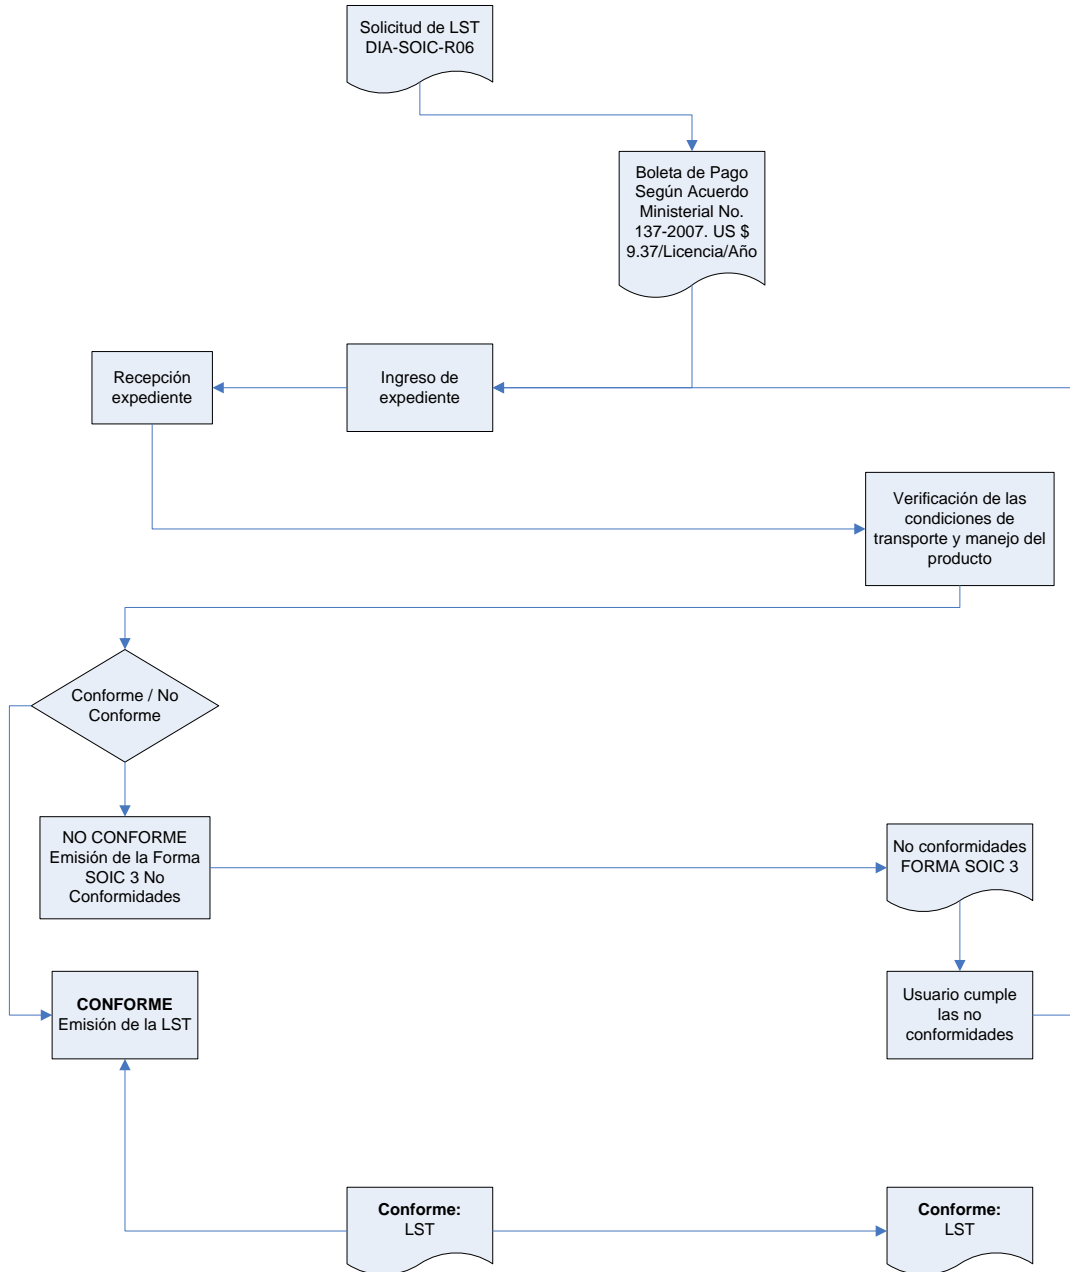 Solicitud de LST
DIA-SOIC-R06
Boleta de Pago
Según Acuerdo
Ministerial No.
137-2007. US $
9.37/Licencia/Año
Recepción
expediente
Ingreso de
expediente
Verificación de las
condiciones de
transporte y manejo del
producto
Conforme / No
Conforme
NO CONFORME
Emisión de la Forma
SOIC 3 No
Conformidades
No conformidades
FORMA SOIC 3
CONFORME
Emisión de la LST
Usuario cumple
las no
conformidades
Conforme:
LST
Conforme:
LST